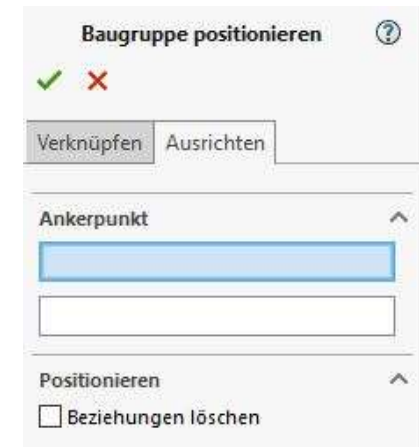 Baugruppe positionieren
Verknüpfen Ausrichten
Ankerpunkt
Positionieren
Beziehungen löschen